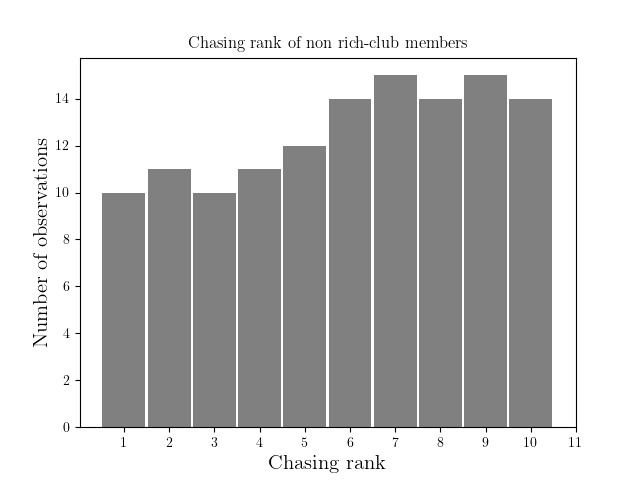 Chasing rank of non rich-club members
Number of observations
14
12
10
8
6
4
2
0
1 2 3 4 5 6 7 8 9 10 11
Chasing rank